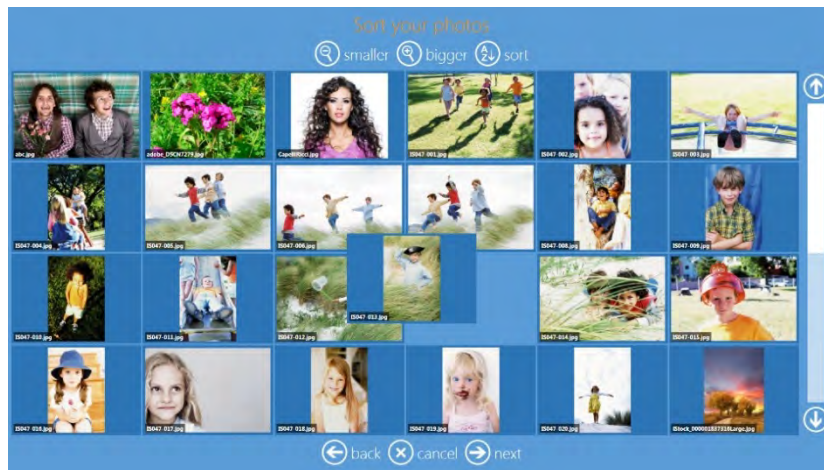 Sort your photos
smaller bigger sort
abc.jpg
adobe_DSCN7279.jpg
CapelliRicci.jpg
IS047-001.jpg
IS047-002.jpg
IS047-003.jpg
IS047-004.jpg
IS047-005.jpg
IS047-006.jpg
IS047-008.jpg
IS047-009.jpg
IS047-010.jpg
IS047-011.jpg
IS047-012.jpg
IS047-013.jpg
IS047-014.jpg
IS047-015.jpg
IS047-016.jpg
IS047-017.jpg
IS047-018.jpg
IS047-019.jpg
IS047-020.jpg
back cancel next